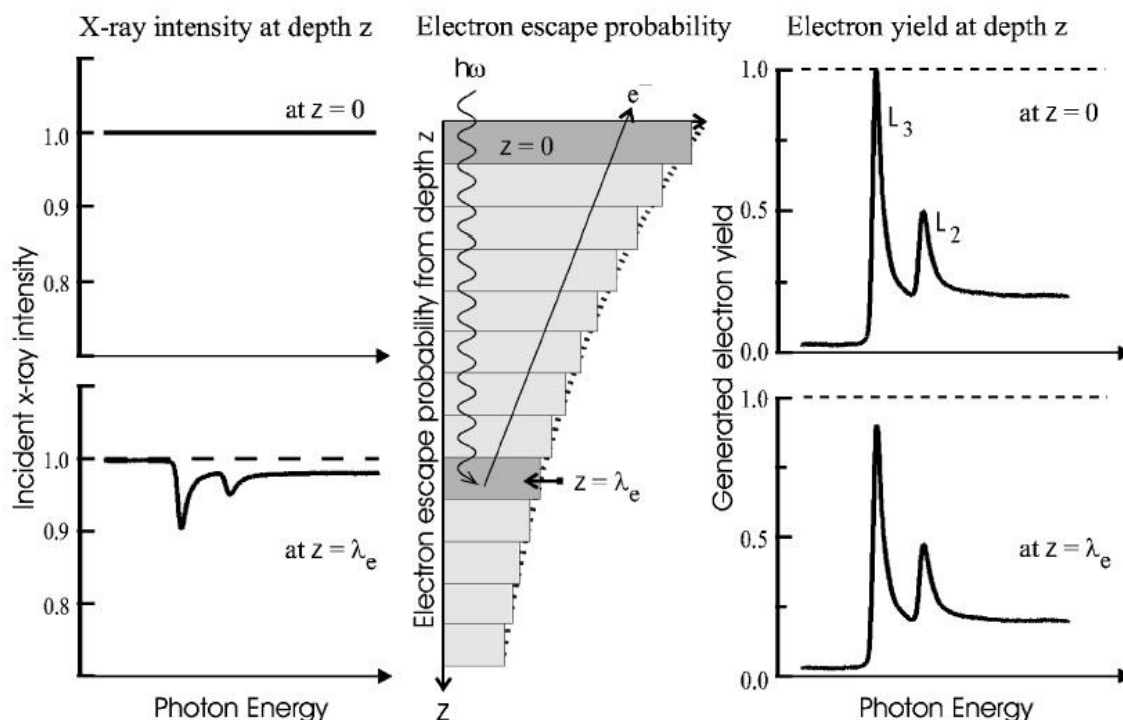 X-ray intensity at depth z
Electron escape probability
Electron yield at depth z
Incident x-ray intensity
at z = 0
1.0
0.9
0.8
1.0
0.9
0.8
at z = λe
Photon Energy
Electron escape probability from depth z
ħω
e⁻
z = 0
z = λe
z
Generated electron yield
1.0
0.5
0.0
L3
L2
at z = 0
1.0
0.5
0.0
at z = λe
Photon Energy